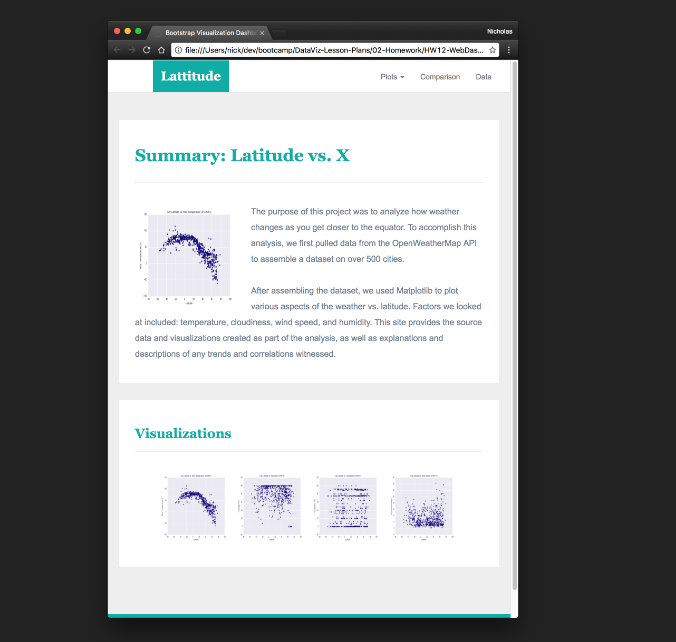 Bootstrap Visualization Dashb
Nicholas
file:///Users/nick/dev/bootcamp/DataViz-Lesson-Plans/02-Homework/HW12-WebDas...
Lattitude
Plots
Comparison
Data
Summary: Latitude vs. X
The purpose of this project was to analyze how weather
changes as you get closer to the equator. To accomplish this
analysis, we first pulled data from the OpenWeatherMap API
to assemble a dataset on over 500 cities.
After assembling the dataset, we used Matplotlib to plot
various aspects of the weather vs. latitude. Factors we looked
at included: temperature, cloudiness, wind speed, and humidity. This site provides the source
data and visualizations created as part of the analysis, as well as explanations and
descriptions of any trends and correlations witnessed.
Visualizations